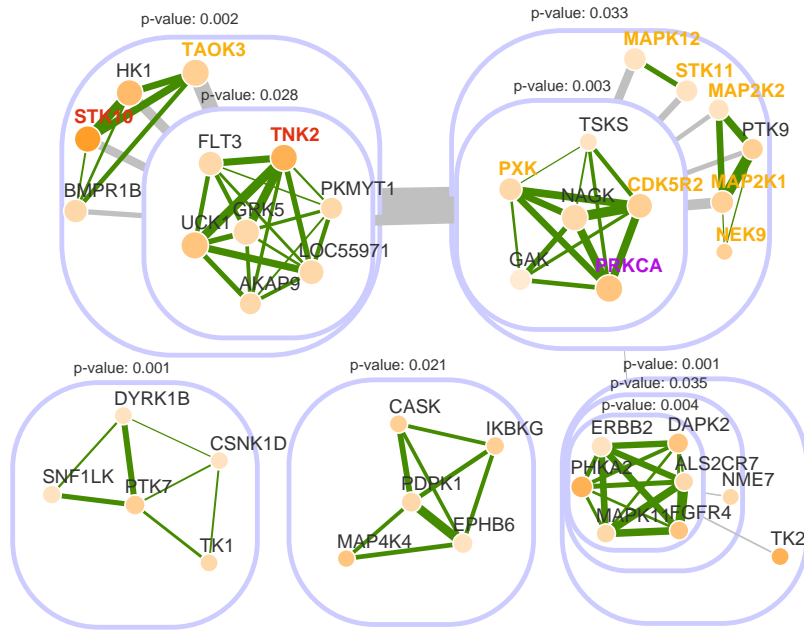 p-value: 0.002
p-value: 0.033
TAOK3
MAPK12
HK1
STK11
p-value: 0.003
MAP2K2
p-value: 0.028
STK10
TSKS
PTK9
FLT3
TNK2
PXK
MAP2K1
BMPR1B
PKMYT1
NAGK
CDK5R2
GRK5
UCK1
NEK9
LOC55971
GAK
PRKCA
AKAP9
p-value: 0.001
p-value: 0.021
p-value: 0.001
p-value: 0.035
DYRK1B
CASK
p-value: 0.004
ERBB2
DAPK2
CSNK1D
IKBKG
SNF1LK
PTK7
PDPK1
PHKA2
ALS2CR7
NME7
MAPK11
FGFR4
EPHB6
TK1
MAP4K4
TK2